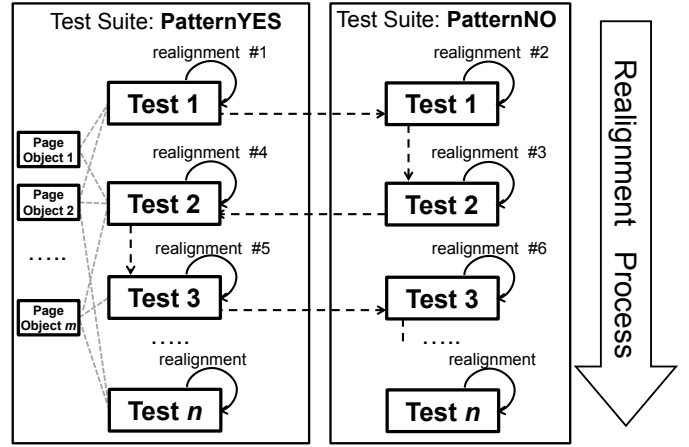 Test Suite: PatternYES
realignment #1
Test 1
Page
Object 1
realignment #4
Page
Object 2
Test 2
.....
realignment #5
Page
Object m
Test 3
.....
realignment
Test n
Test Suite: PatternNO
realignment #2
Test 1
realignment #3
Test 2
realignment #6
Test 3
.....
realignment
Test n
Realignment Process